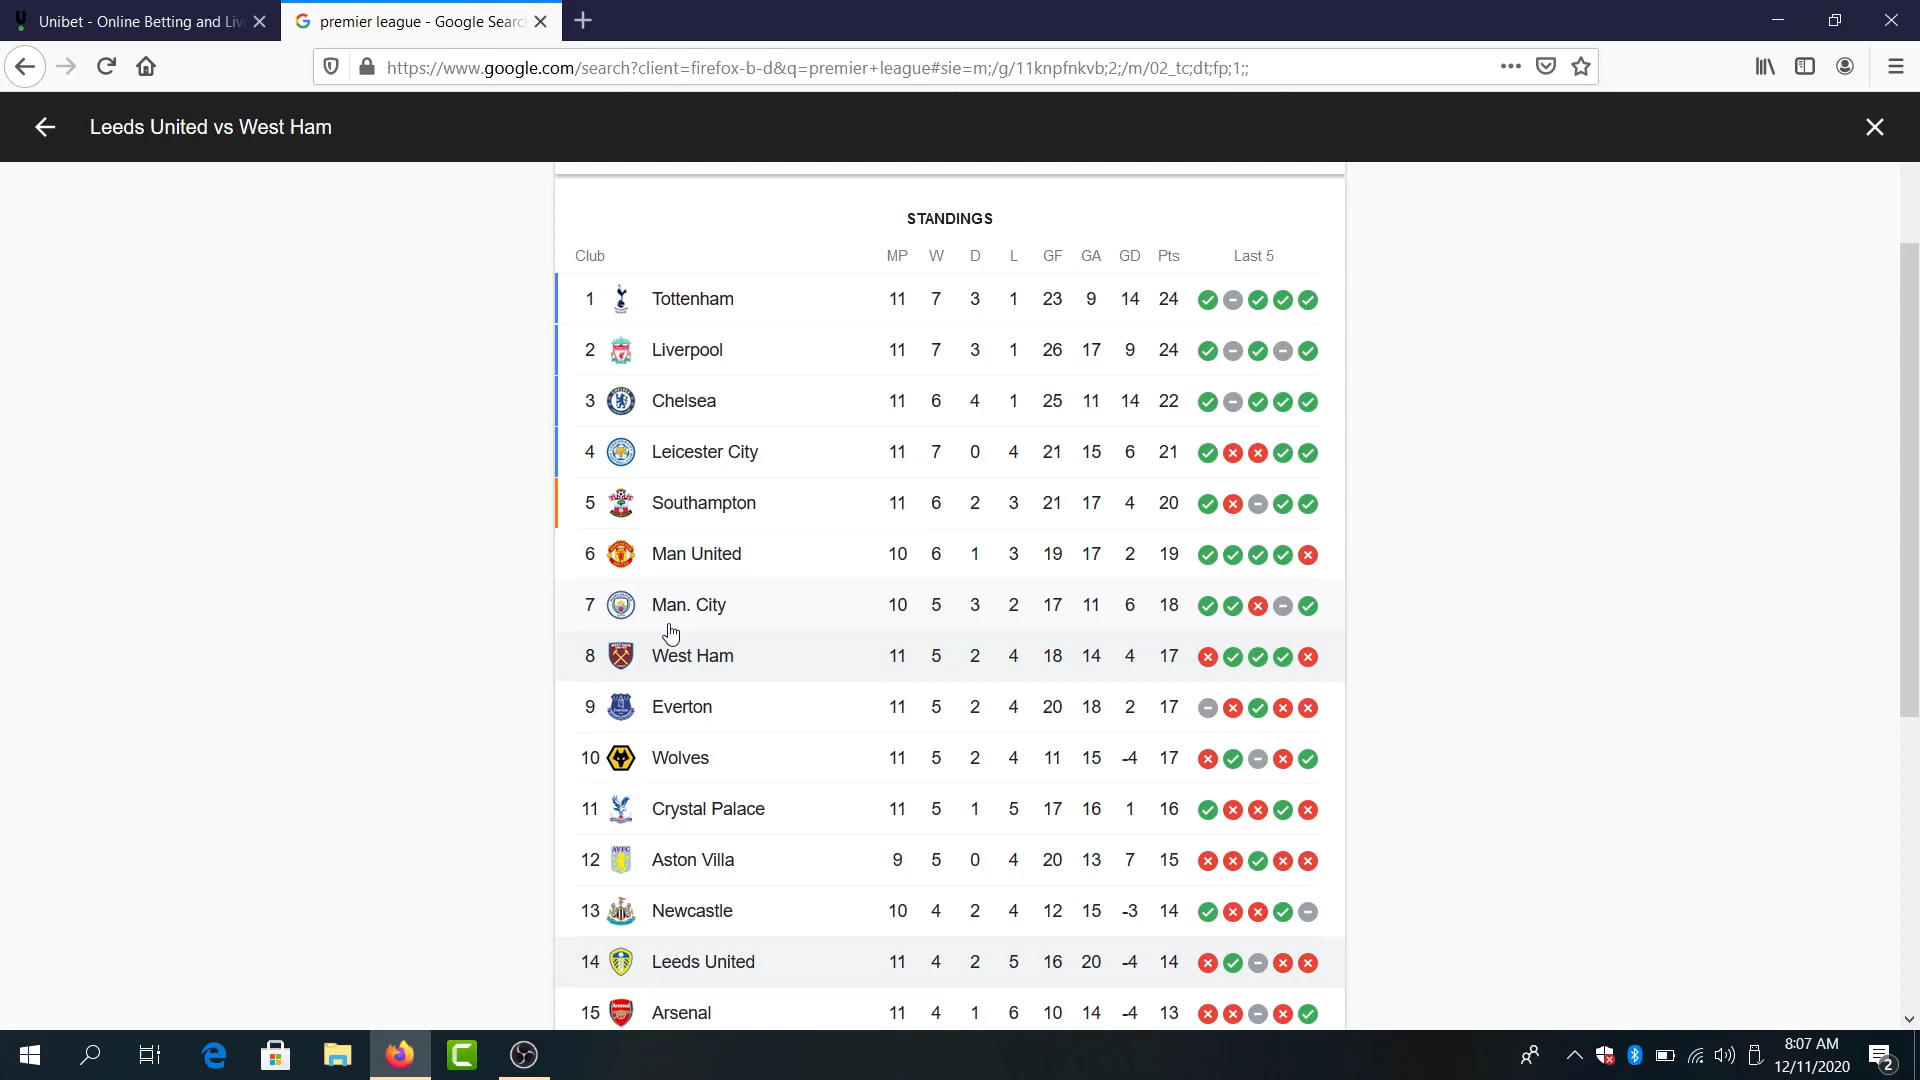 Unibet - Online Betting and Liv
premier league - Google Searc
https://www.google.com/search?client=firefox-b-d&q=premier+league#sie=m;/g/11knpfnkvb;2;/m/02_tc;dt;fp;1;;
Leeds United vs West Ham
STANDINGS
Club MP W D L GF GA GD Pts Last 5
1 Tottenham 11 7 3 1 23 9 14 24
2 Liverpool 11 7 3 1 26 17 9 24
3 Chelsea 11 6 4 1 25 11 14 22
4 Leicester City 11 7 0 4 21 15 6 21
5 Southampton 11 6 2 3 21 17 4 20
6 Man United 10 6 1 3 19 17 2 19
7 Man. City 10 5 3 2 17 11 6 18
8 West Ham 11 5 2 4 18 14 4 17
9 Everton 11 5 2 4 20 18 2 17
10 Wolves 11 5 2 4 11 15 -4 17
11 Crystal Palace 11 5 1 5 17 16 1 16
12 AVFC Aston Villa 9 5 0 4 20 13 7 15
13 Newcastle 10 4 2 4 12 15 -3 14
14 Leeds United 11 4 2 5 16 20 -4 14
15 Arsenal 11 4 1 6 10 14 -4 13
8:07 AM
12/11/2020
2